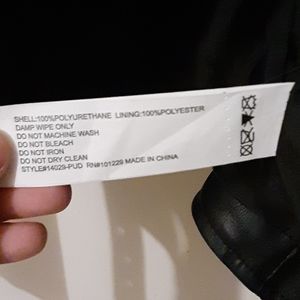 SHELL:100%POLYURETHANE LINING:100%POLYESTER
DAMP WIPE ONLY
DO NOT MACHINE WASH
DO NOT BLEACH
DO NOT IRON
DO NOT DRY CLEAN
STYLE#14029-PUD RN#101229 MADE IN CHINA